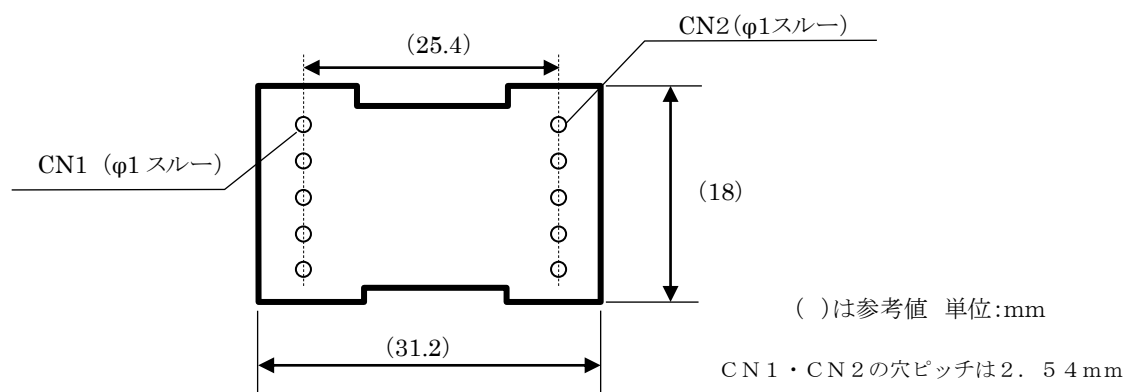 CN2(φ1スルー)
(25.4)
CN1 (φ1 スルー)
(18)
( )は参考値 単位:mm
(31.2)
CN1・CN2の穴ピッチは2.54mm